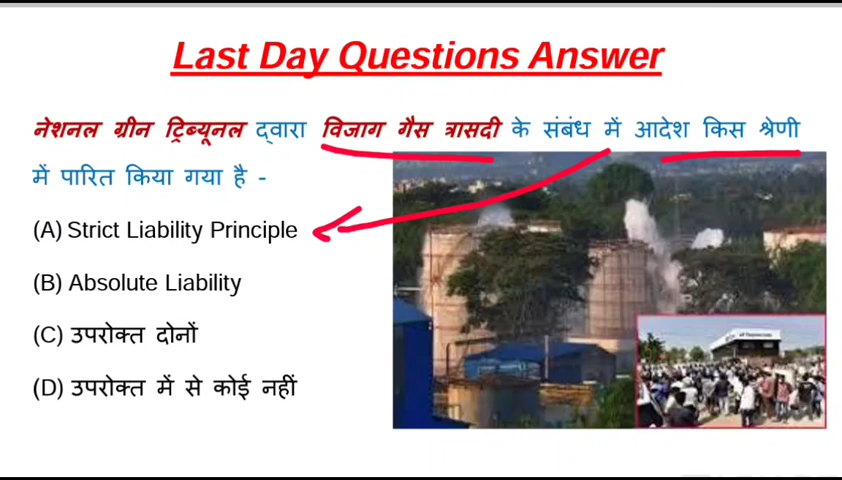 Last Day Questions Answer
नेशनल ग्रीन ट्रिब्यूनल द्वारा विजाग गैस त्रासदी के संबंध में आदेश किस श्रेणी
में पारित किया गया है -
(A) Strict Liability Principle
(B) Absolute Liability
(C) उपरोक्त दोनों
(D) उपरोक्त में से कोई नहीं